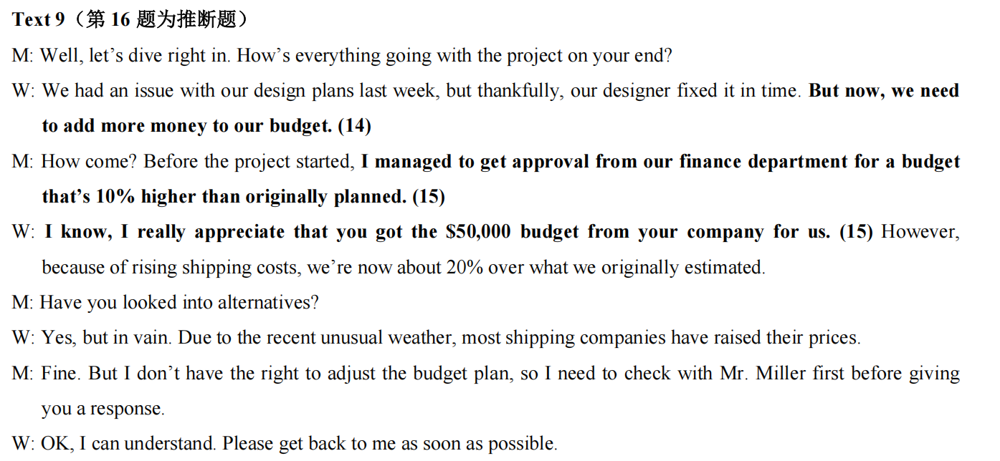 Text 9（第 16 题为推断题）
M: Well, let’s dive right in. How’s everything going with the project on your end?
W: We had an issue with our design plans last week, but thankfully, our designer fixed it in time. But now, we need
to add more money to our budget. (14)
M: How come? Before the project started, I managed to get approval from our finance department for a budget
that’s 10% higher than originally planned. (15)
W: I know, I really appreciate that you got the $50,000 budget from your company for us. (15) However,
because of rising shipping costs, we’re now about 20% over what we originally estimated.
M: Have you looked into alternatives?
W: Yes, but in vain. Due to the recent unusual weather, most shipping companies have raised their prices.
M: Fine. But I don’t have the right to adjust the budget plan, so I need to check with Mr. Miller first before giving
you a response.
W: OK, I can understand. Please get back to me as soon as possible.